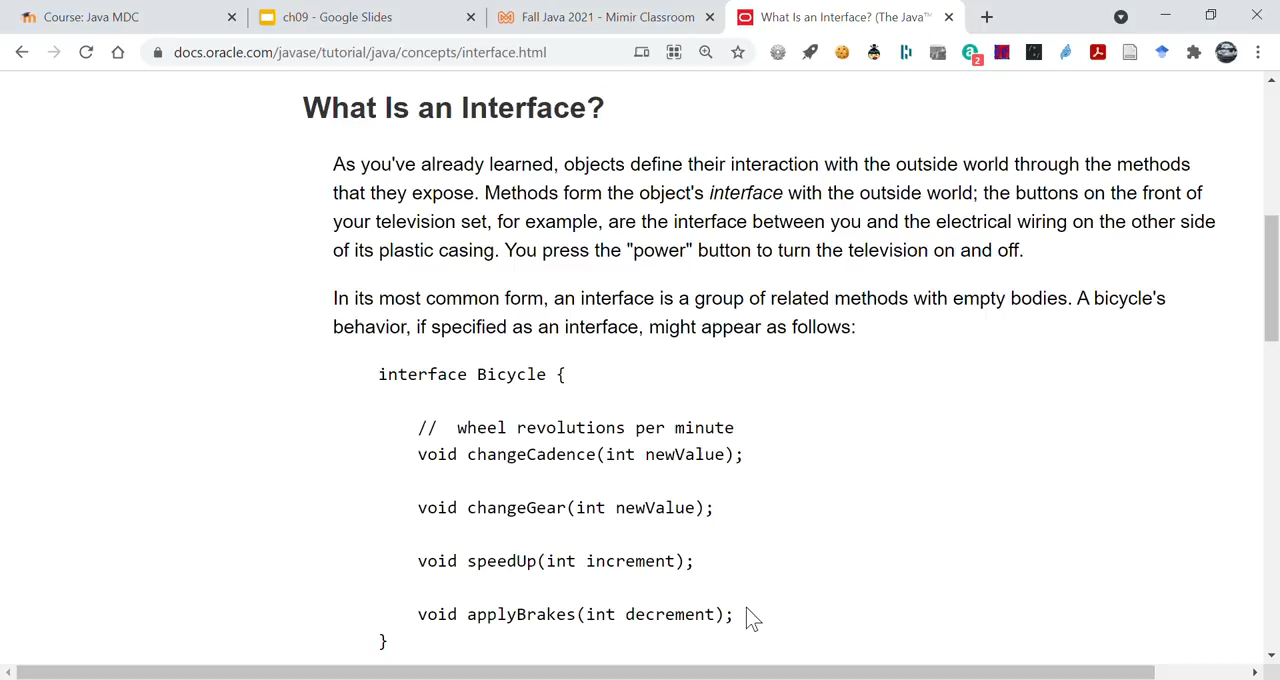 Course: Java MDC
ch09 - Google Slides
Fall Java 2021 - Mimir Classroom
What Is an Interface? (The Java™
docs.oracle.com/javase/tutorial/java/concepts/interface.html
2
What Is an Interface?
As you've already learned, objects define their interaction with the outside world through the methods
that they expose. Methods form the object's interface with the outside world; the buttons on the front of
your television set, for example, are the interface between you and the electrical wiring on the other side
of its plastic casing. You press the "power" button to turn the television on and off.
In its most common form, an interface is a group of related methods with empty bodies. A bicycle's
behavior, if specified as an interface, might appear as follows:
interface Bicycle {
//  wheel revolutions per minute
void changeCadence(int newValue);
void changeGear(int newValue);
void speedUp(int increment);
void applyBrakes(int decrement);
}